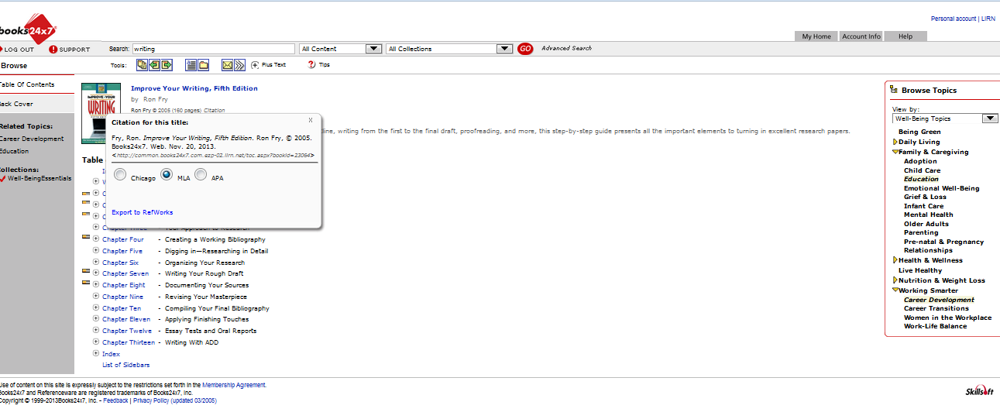 Personal account | LIRN
books24x7
My Home Account Info Help
LOG OUT SUPPORT Search: writing All Content All Collections GO Advanced Search
Browse Tools: Plus Text Tips
Table Of Contents
Back Cover
Related Topics:
Career Development
Education
Collections:
Well-BeingEssentials
IMPROVE YOUR WRITING
Improve Your Writing, Fifth Edition
by Ron Fry
Ron Fry © 2005 (160 pages) Citation
line, writing from the first to the final draft, proofreading, and more, this step-by-step guide presents all the important elements to turning in excellent research papers.
Citation for this title: X
Fry, Ron. Improve Your Writing, Fifth Edition. Ron Fry, © 2005.
Books24x7. Web. Nov. 20, 2013.
<http://common.books24x7.com.ezp-02.lirn.net/toc.aspx?bookid=23064>
Chicago MLA APA
Export to RefWorks
Table
Chapter Three - Your Approach to Research
Chapter Four - Creating a Working Bibliography
Chapter Five - Digging in—Researching in Detail
Chapter Six - Organizing Your Research
Chapter Seven - Writing Your Rough Draft
Chapter Eight - Documenting Your Sources
Chapter Nine - Revising Your Masterpiece
Chapter Ten - Compiling Your Final Bibliography
Chapter Eleven - Applying Finishing Touches
Chapter Twelve - Essay Tests and Oral Reports
Chapter Thirteen - Writing With ADD
Index
List of Sidebars
Browse Topics
View by:
Well-Being Topics
Being Green
Daily Living
Family & Caregiving
Adoption
Child Care
Education
Emotional Well-Being
Grief & Loss
Infant Care
Mental Health
Older Adults
Parenting
Pre-natal & Pregnancy
Relationships
Health & Wellness
Live Healthy
Nutrition & Weight Loss
Working Smarter
Career Development
Career Transitions
Women in the Workplace
Work-Life Balance
Use of content on this site is expressly subject to the restrictions set forth in the Membership Agreement.
Books24x7 and Referenceware are registered trademarks of Books24x7, Inc.
Copyright © 1999-2013Books24x7, Inc. - Feedback | Privacy Policy (updated 03/2005)
Skillsoft